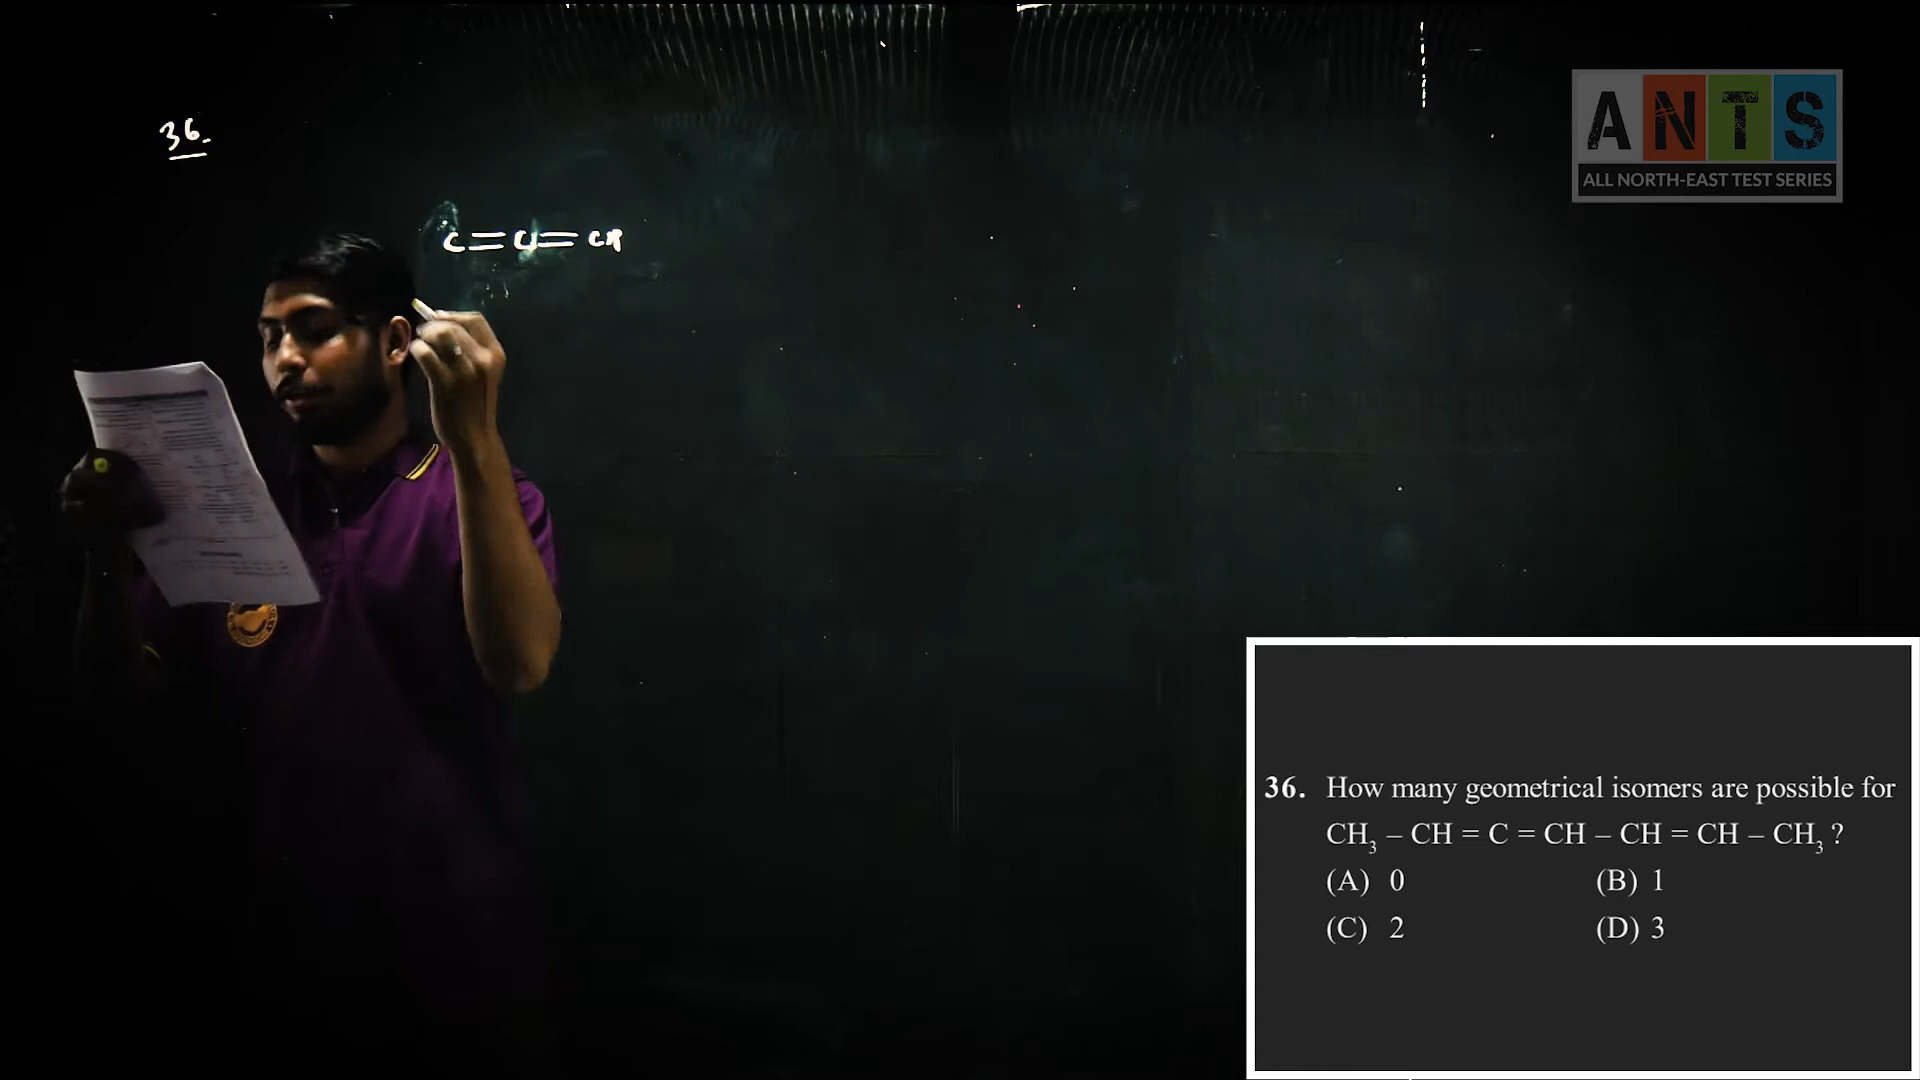 36.
C=C=CH
ANTS
ALL NORTH-EAST TEST SERIES
36. How many geometrical isomers are possible for
CH₃ – CH = C = CH – CH = CH – CH₃ ?
(A) 0 (B) 1
(C) 2 (D) 3